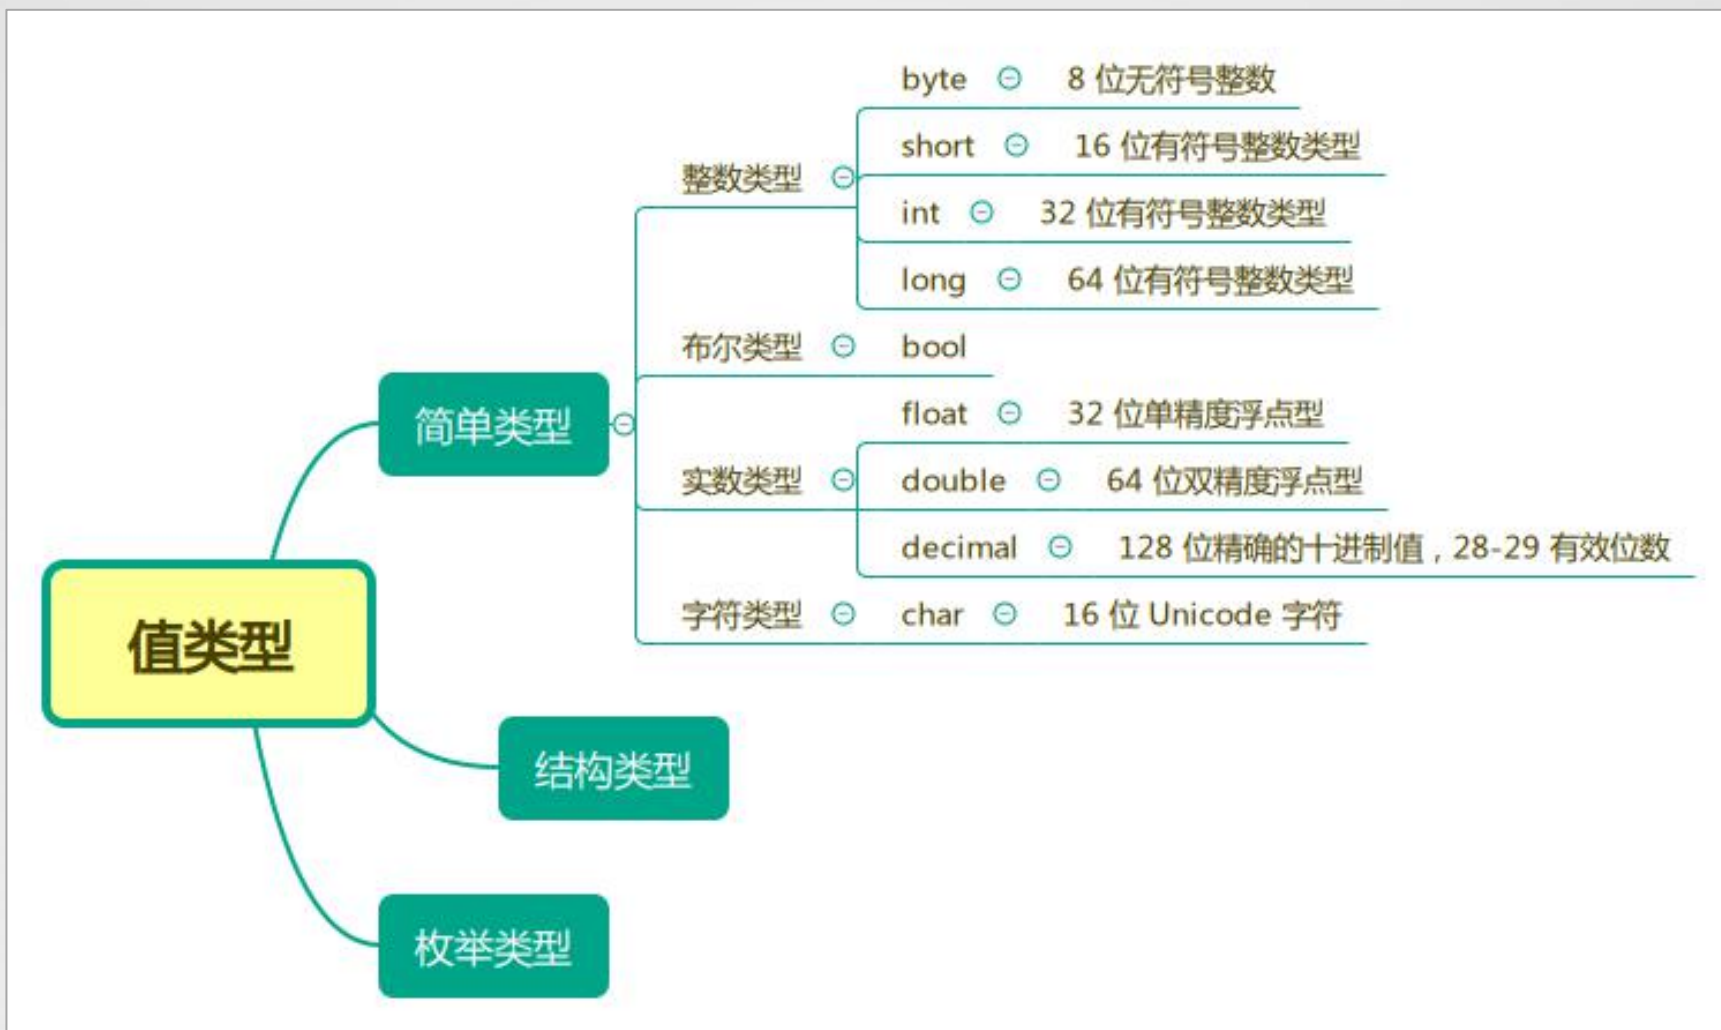 byte 8 位无符号整数
short 16 位有符号整数类型
整数类型
int 32 位有符号整数类型
long 64 位有符号整数类型
布尔类型 bool
简单类型
float 32 位单精度浮点型
实数类型 double 64 位双精度浮点型
decimal 128 位精确的十进制值，28-29 有效位数
字符类型 char 16 位 Unicode 字符
值类型
结构类型
枚举类型